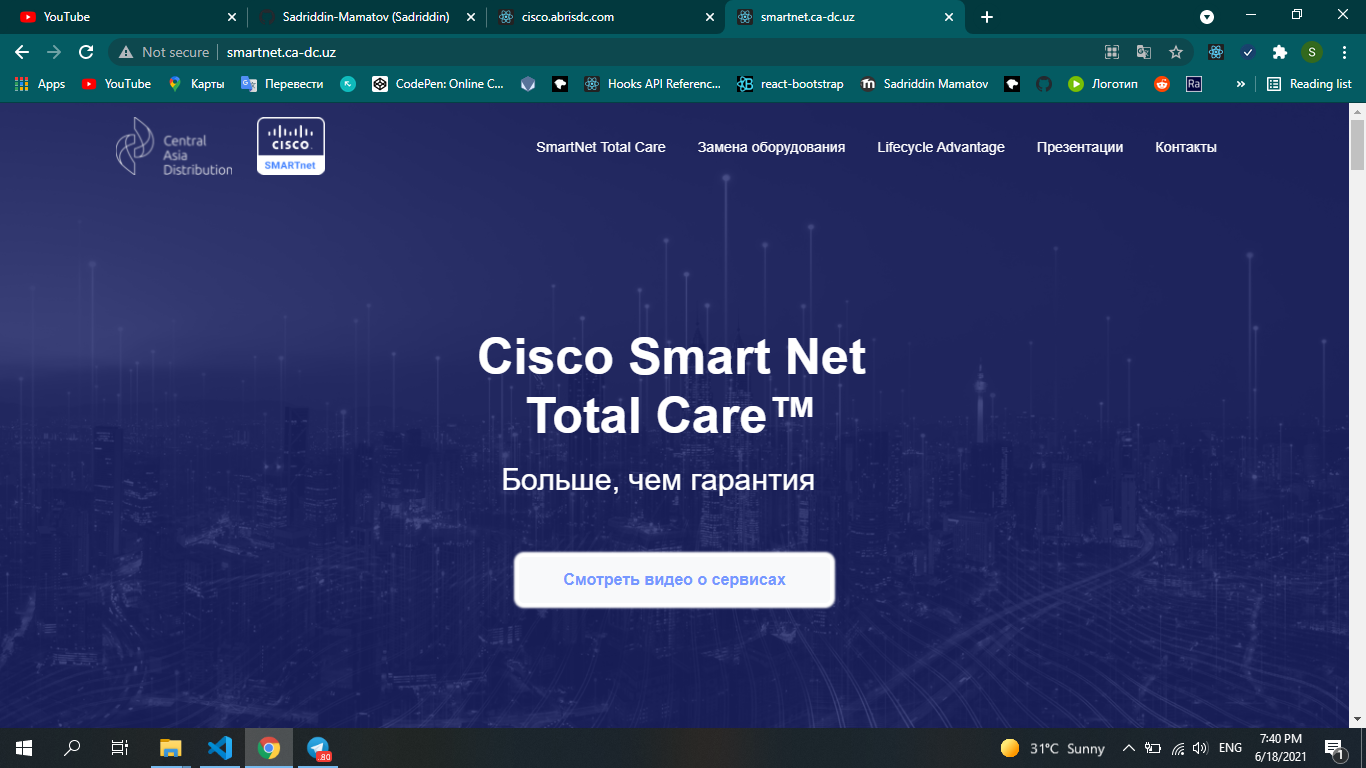 YouTube
Sadriddin-Mamatov (Sadriddin)
cisco.abrisdc.com
smartnet.ca-dc.uz
S
Not secure
smartnet.ca-dc.uz
Apps
YouTube
Карты
Перевести
CodePen: Online C...
Hooks API Referenc...
react-bootstrap
m
Sadriddin Mamatov
Логотип
Ra
»
Reading list
Central
Asia
Distribution
cisco.
SMARTnet
SmartNet Total Care
Замена оборудования
Lifecycle Advantage
Презентации
Контакты
Cisco Smart Net
Total Care™
Больше, чем гарантия
Смотреть видео о сервисах
80
31°C Sunny
ENG
7:40 PM
6/18/2021
1